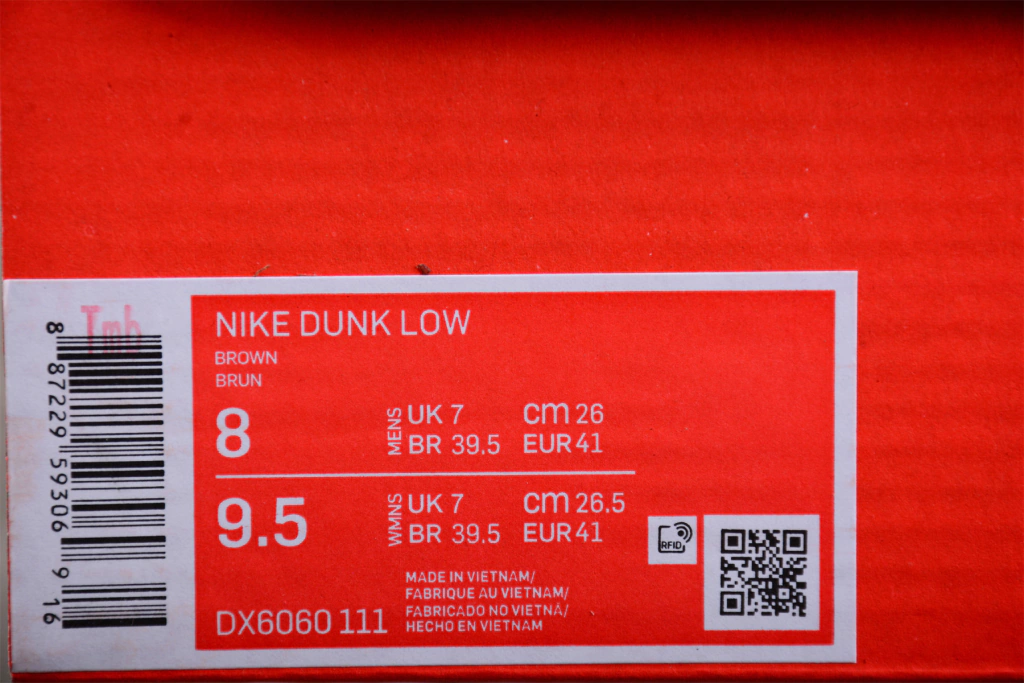 Tmb
8 87229 59306 9 16
NIKE DUNK LOW
BROWN
BRUN
8
MENS
UK 7 cm 26
BR 39.5 EUR 41
9.5
WMNS
UK 7 cm 26.5
BR 39.5 EUR 41
RFID
MADE IN VIETNAM/
FABRIQUE AU VIETNAM/
FABRICADO NO VIETNÃ/
HECHO EN VIETNAM
DX6060 111